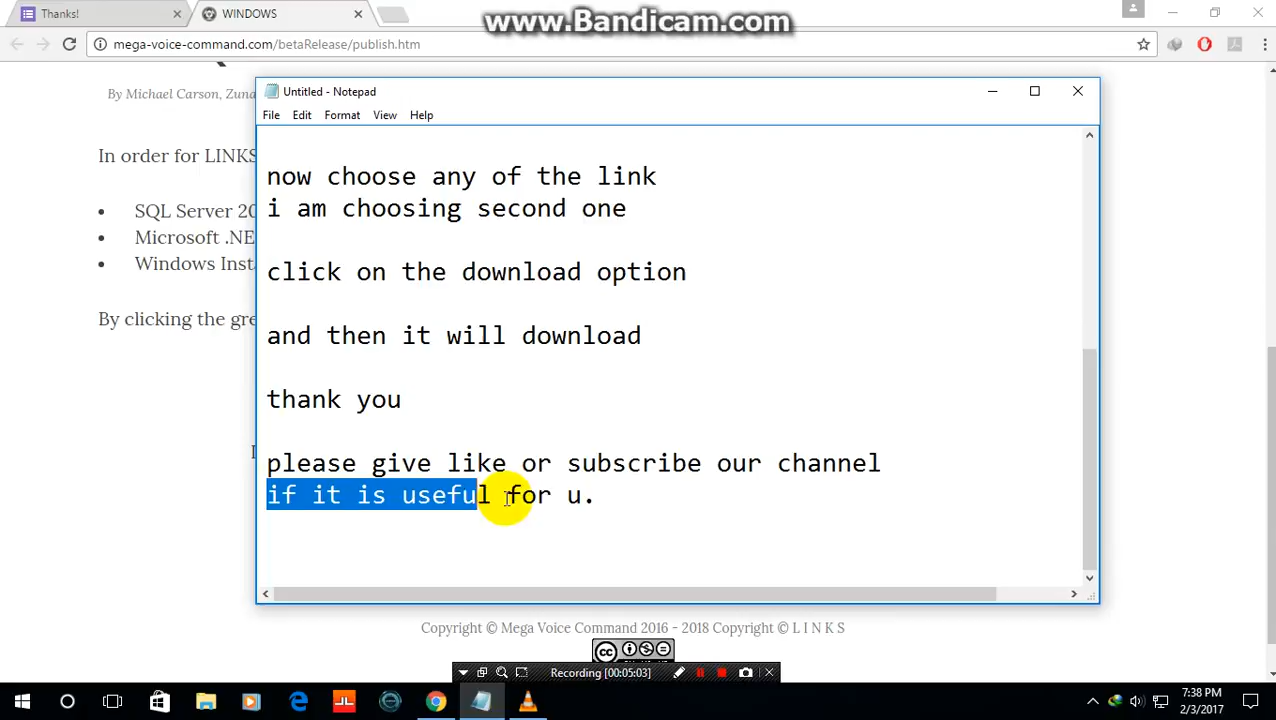 Thanks!
WINDOWS
www.Bandicam.com
mega-voice-command.com/betaRelease/publish.htm
By Michael Carson,
In order for LINKS
• SQL Server 20
• Microsoft .NE
• Windows Inst
By clicking the gre
Untitled - Notepad
File Edit Format View Help
now choose any of the link
i am choosing second one
click on the download option
and then it will download
thank you
please give like or subscribe our channel
if it is useful for u.
Copyright © Mega Voice Command 2016 - 2018 Copyright © L I N K S
cc
Recording [00:05:03]
7:38 PM
2/3/2017